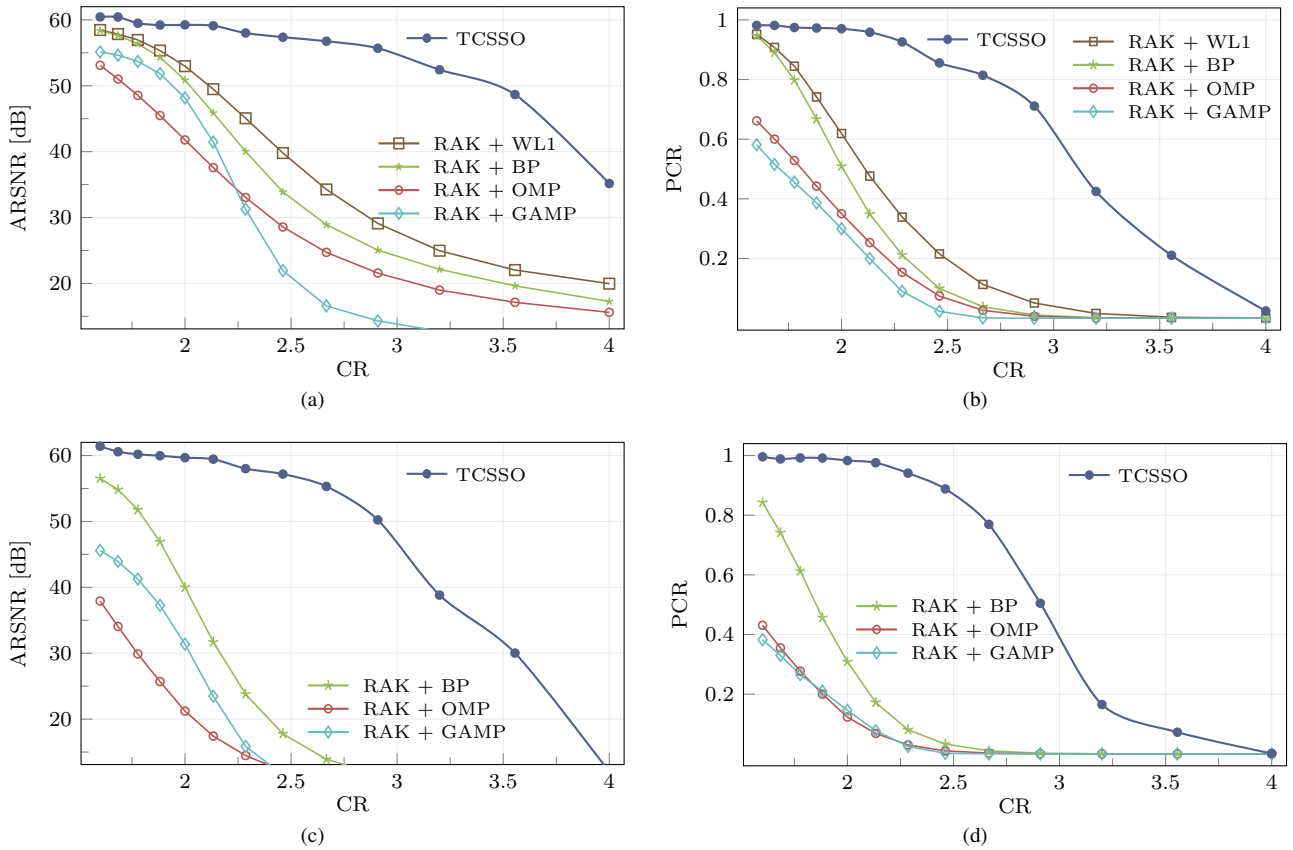 60
50
40
30
20
ARSNR [dB]
TCSSO
RAK + WL1
RAK + BP
RAK + OMP
RAK + GAMP
2
2.5
3
3.5
4
CR
(a)
1
0.8
0.6
0.4
0.2
PCR
TCSSO
RAK + WL1
RAK + BP
RAK + OMP
RAK + GAMP
2
2.5
3
3.5
4
CR
(b)
60
50
40
30
20
ARSNR [dB]
TCSSO
RAK + BP
RAK + OMP
RAK + GAMP
2
2.5
3
3.5
4
CR
(c)
1
0.8
0.6
0.4
0.2
PCR
TCSSO
RAK + BP
RAK + OMP
RAK + GAMP
2
2.5
3
3.5
4
CR
(d)